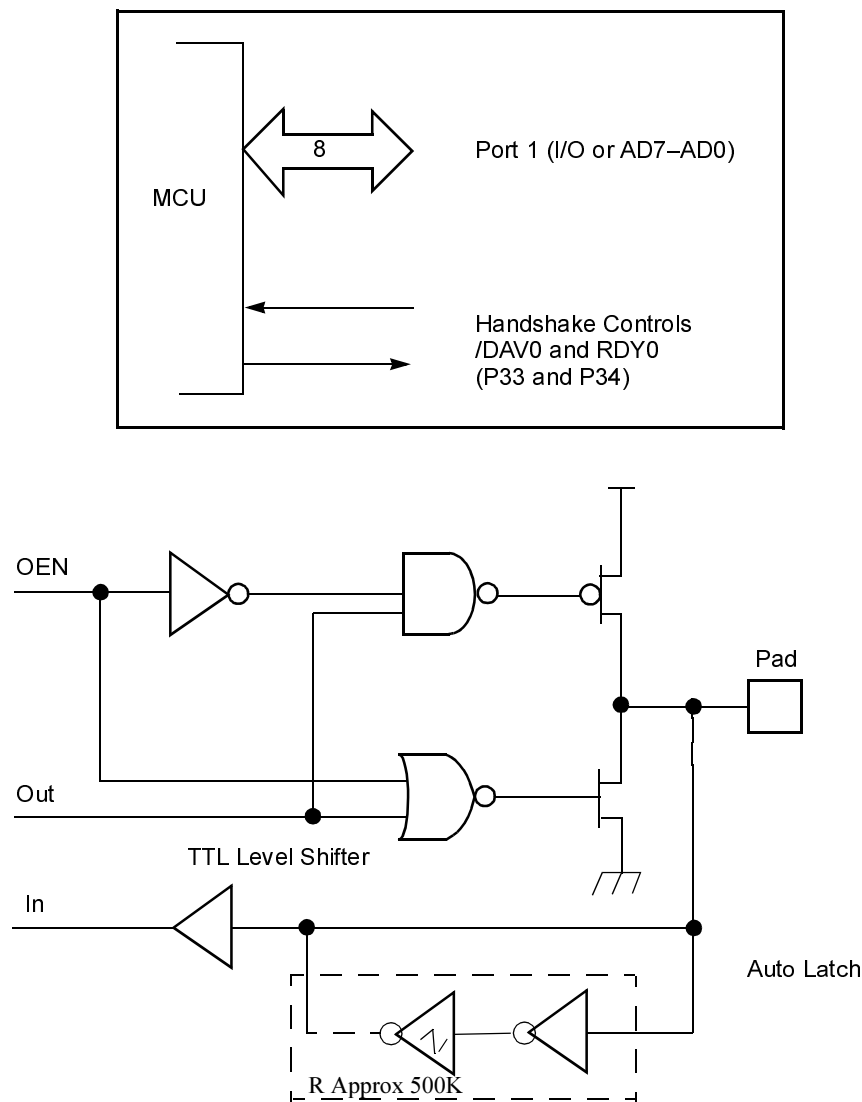 8
Port 1 (I/O or AD7–AD0)
MCU
Handshake Controls
/DAV0 and RDY0
(P33 and P34)
OEN
Pad
Out
TTL Level Shifter
In
Auto Latch
R Approx 500K